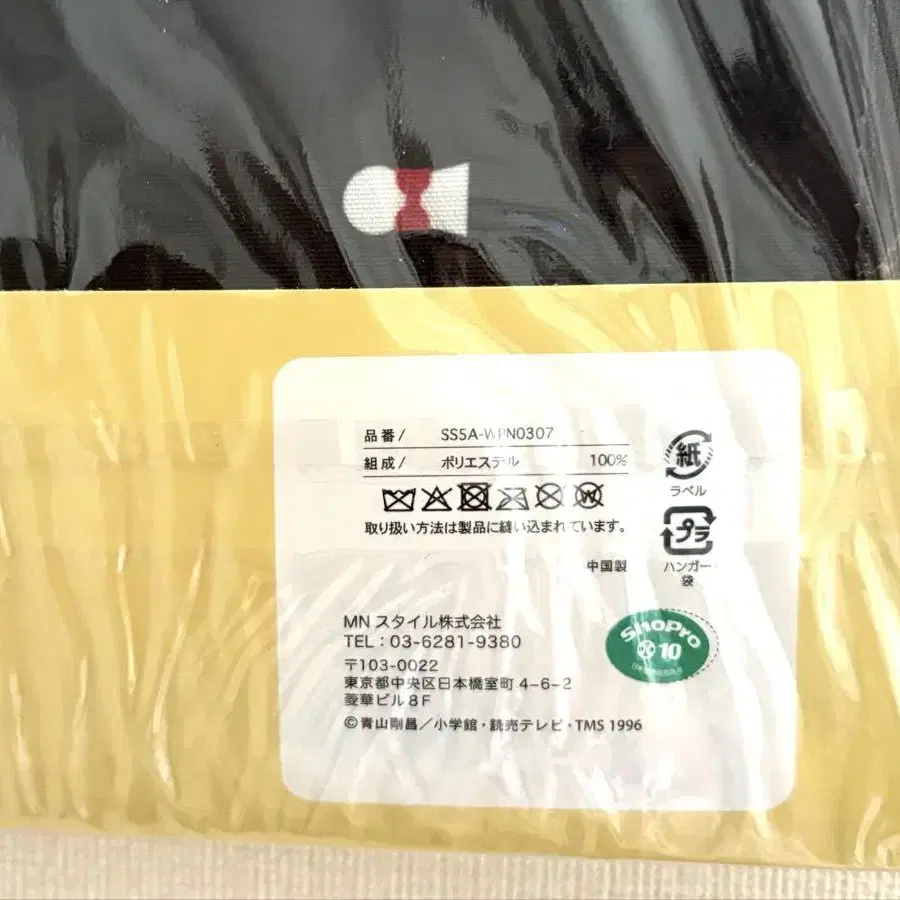 品番/ SS5A-WPN0307
組成/ ポリエステル 100%
取り扱い方法は製品に縫い込まれています。
中国製
紙
ラベル
プラ
ハンガー
袋
MN スタイル株式会社
TEL:03-6281-9380
〒103-0022
東京都中央区日本橋室町4-6-2
菱華ビル8F
©青山剛昌/小学館・読売テレビ・TMS 1996
ShoPro
10